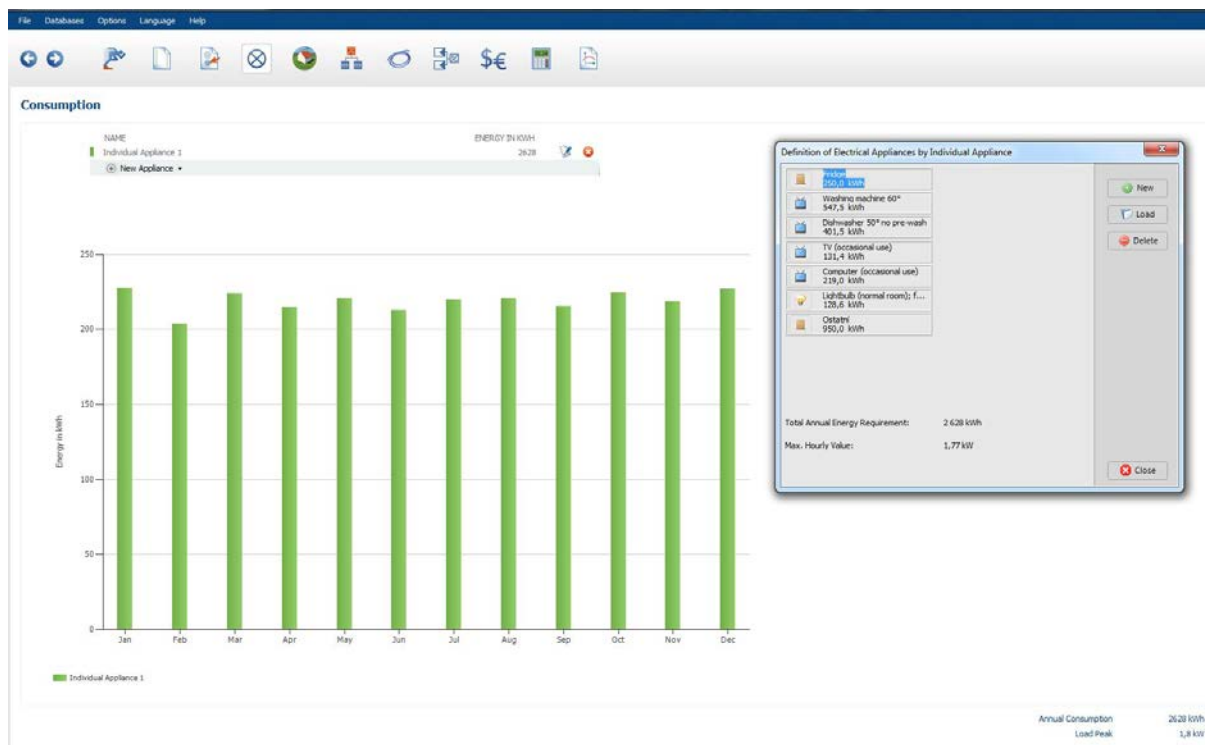 File Databases Options Language Help
$€
Consumption
NAME ENERGY IN KWH
Individual Appliance 1 2628
New Appliance
250
200
150
100
50
0
Energy in kWh
Jan Feb Mar Apr May Jun Jul Aug Sep Oct Nov Dec
Individual Appliance 1
Definition of Electrical Appliances by Individual Appliance
250,0 kWh
Washing machine 60°
547,5 kWh
Dishwasher 50° no pre-wash
401,5 kWh
TV (occasional use)
131,4 kWh
Computer (occasional use)
219,0 kWh
Lightbulb (normal room); f...
128,6 kWh
Ostatní
950,0 kWh
Total Annual Energy Requirement: 2 628 kWh
Max. Hourly Value: 1,77 kW
New
Load
Delete
Close
Annual Consumption 2628 kWh
Load Peak 1,8 kW